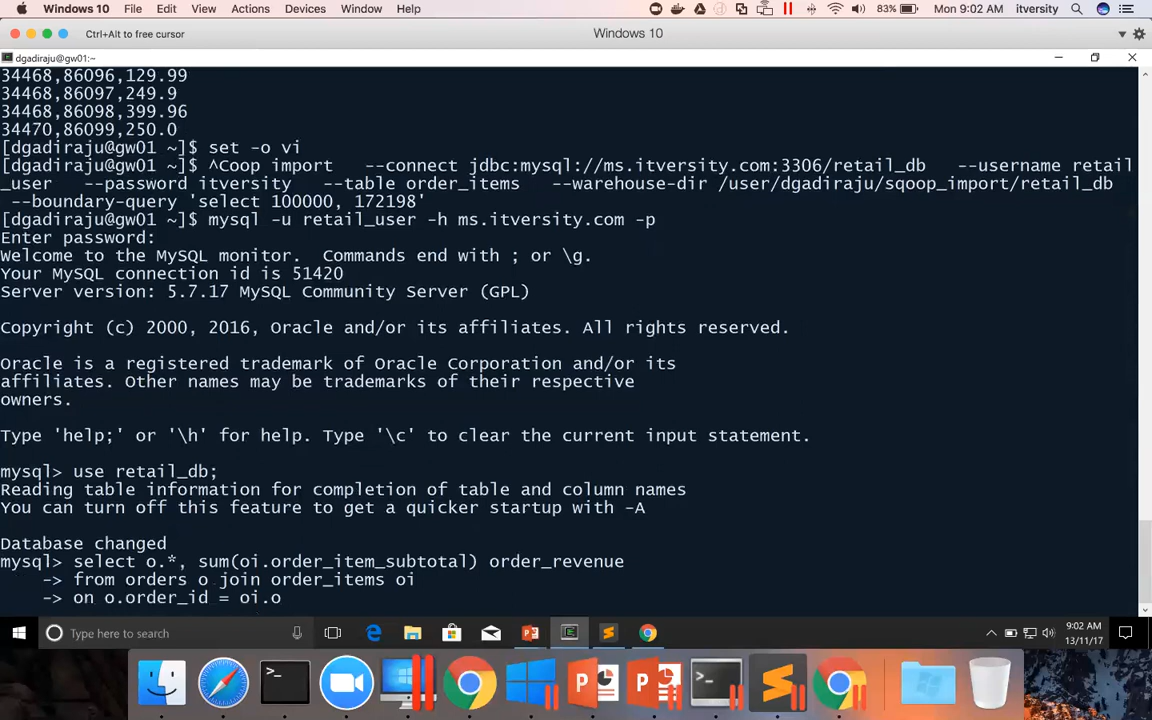 Windows 10 File Edit View Actions Devices Window Help 83% Mon 9:02 AM itversity
Ctrl+Alt to free cursor Windows 10
dgadiraju@gw01:~
34468,86096,129.99
34468,86097,249.9
34468,86098,399.96
34470,86099,250.0
[dgadiraju@gw01 ~]$ set -o vi
[dgadiraju@gw01 ~]$ ^Coop import   --connect jdbc:mysql://ms.itversity.com:3306/retail_db   --username retail
_user   --password itversity   --table order_items   --warehouse-dir /user/dgadiraju/sqoop_import/retail_db
 --boundary-query 'select 100000, 172198'
[dgadiraju@gw01 ~]$ mysql -u retail_user -h ms.itversity.com -p
Enter password:
Welcome to the MySQL monitor.  Commands end with ; or \g.
Your MySQL connection id is 51420
Server version: 5.7.17 MySQL Community Server (GPL)
Copyright (c) 2000, 2016, Oracle and/or its affiliates. All rights reserved.
Oracle is a registered trademark of Oracle Corporation and/or its
affiliates. Other names may be trademarks of their respective
owners.
Type 'help;' or '\h' for help. Type '\c' to clear the current input statement.
mysql> use retail_db;
Reading table information for completion of table and column names
You can turn off this feature to get a quicker startup with -A
Database changed
mysql> select o.*, sum(oi.order_item_subtotal) order_revenue
    -> from orders o join order_items oi
    -> on o.order_id = oi.o
Type here to search 9:02 AM
13/11/17